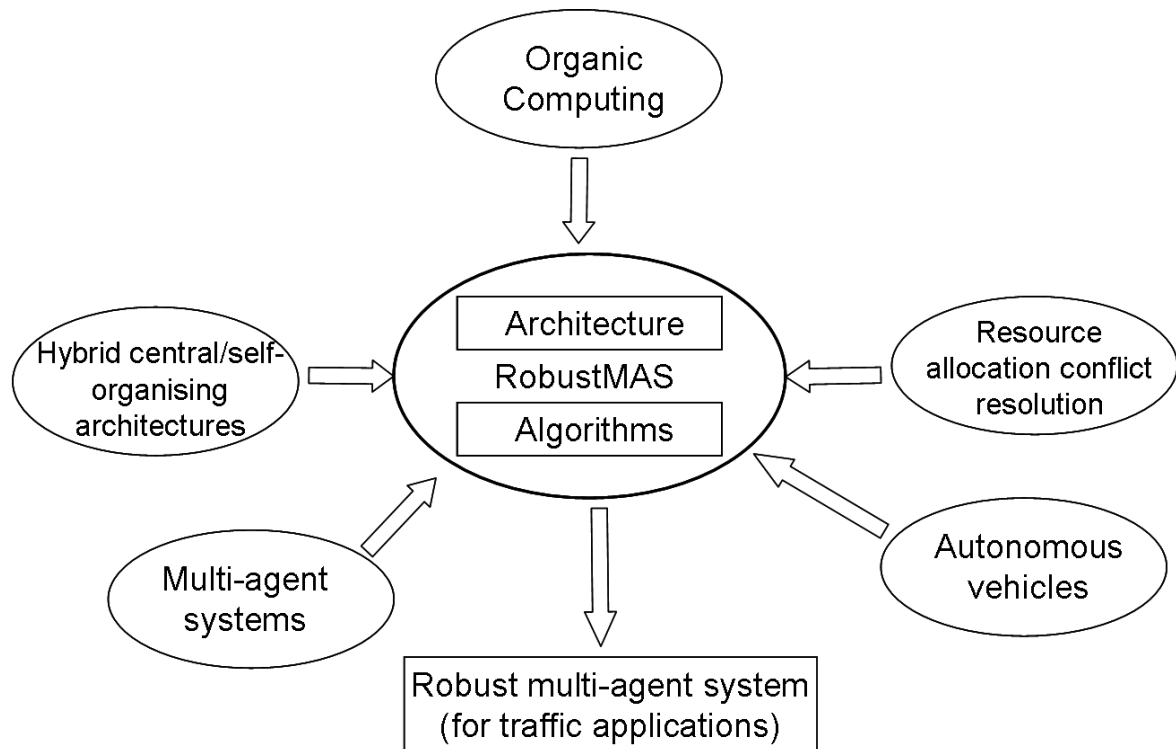 Organic
Computing
Hybrid central/self-
organising
architectures
Architecture
RobustMAS
Algorithms
Resource
allocation conflict
resolution
Multi-agent
systems
Autonomous
vehicles
Robust multi-agent system
(for traffic applications)